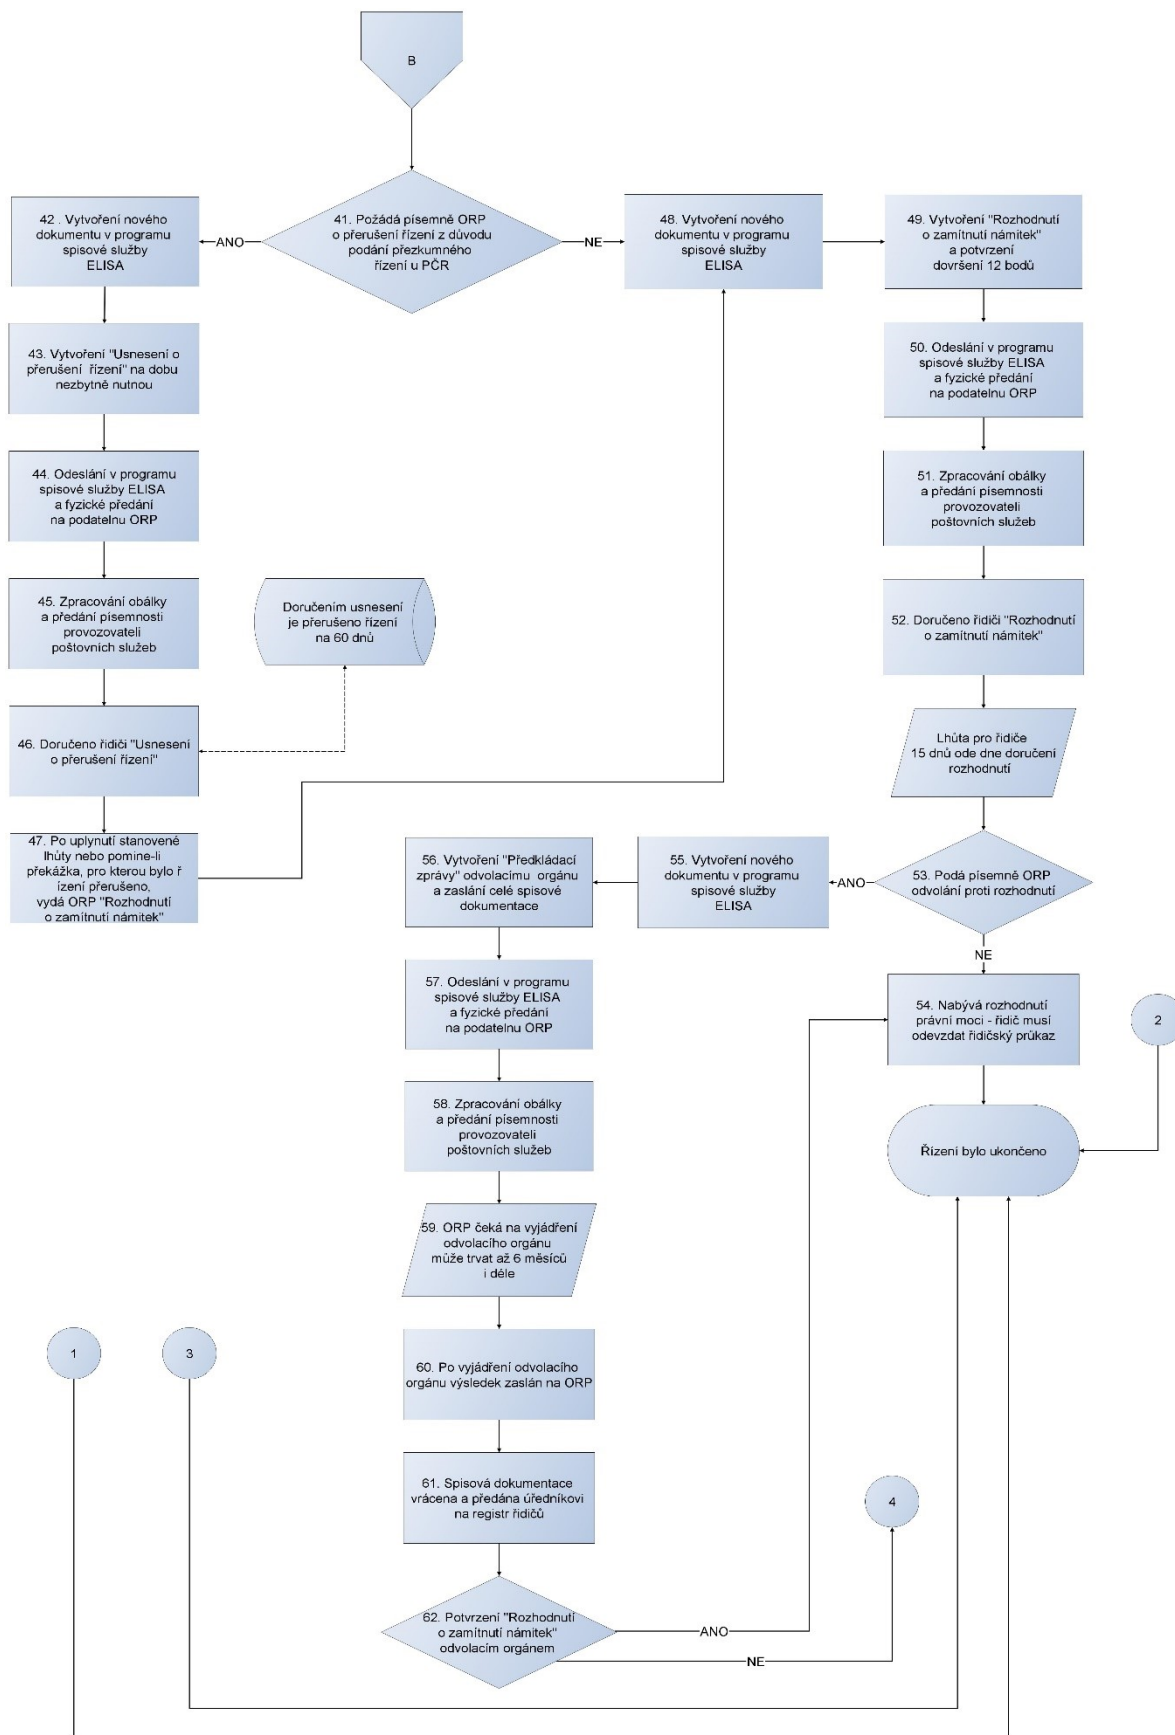 B
41. Požádá písemně ORP
o přerušení řízení z důvodu
podání přezkumného
řízení u PČR
ANO
NE
42 . Vytvoření nového
dokumentu v programu
spisové služby
ELISA
43. Vytvoření "Usnesení o
přerušení  řízení" na dobu
nezbytně nutnou
44. Odeslání v programu
spisové služby ELISA
a fyzické předání
na podatelnu ORP
45. Zpracování obálky
a předání písemnosti
provozovateli
poštovních služeb
Doručením usnesení
je přerušeno řízení
na 60 dnů
46. Doručeno řidiči "Usnesení
o přerušení řízení"
47. Po uplynutí stanovené
lhůty nebo pomine-li
překážka, pro kterou bylo ř
ízení přerušeno,
vydá ORP "Rozhodnutí
o zamítnutí námitek"
48. Vytvoření nového
dokumentu v programu
spisové služby
ELISA
49. Vytvoření "Rozhodnutí
o zamítnutí námitek"
a potvrzení
dovršení 12 bodů
50. Odeslání v programu
spisové služby ELISA
a fyzické předání
na podatelnu ORP
51. Zpracování obálky
a předání písemnosti
provozovateli
poštovních služeb
52. Doručeno řidiči "Rozhodnutí
o zamítnutí námitek"
Lhůta pro řidiče
15 dnů ode dne doručení
rozhodnutí
53. Podá písemně ORP
odvolání proti rozhodnutí
ANO
NE
54. Nabývá rozhodnutí
právní moci - řidič musí
odevzdat řidičský průkaz
2
Řízení bylo ukončeno
55. Vytvoření nového
dokumentu v programu
spisové služby
ELISA
56. Vytvoření "Předkládací
zprávy" odvolacímu  orgánu
a zaslání celé spisové
dokumentace
57. Odeslání v programu
spisové služby ELISA
a fyzické předání
na podatelnu ORP
58. Zpracování obálky
a předání písemnosti
provozovateli
poštovních služeb
59. ORP čeká na vyjádření
odvolacího orgánu
může trvat až 6 měsíců
i déle
1
3
60. Po vyjádření odvolacího
orgánu výsledek zaslán na ORP
61. Spisová dokumentace
vrácena a předána úředníkovi
na registr řidičů
4
62. Potvrzení "Rozhodnutí
o zamítnutí námitek"
odvolacím orgánem
ANO
NE